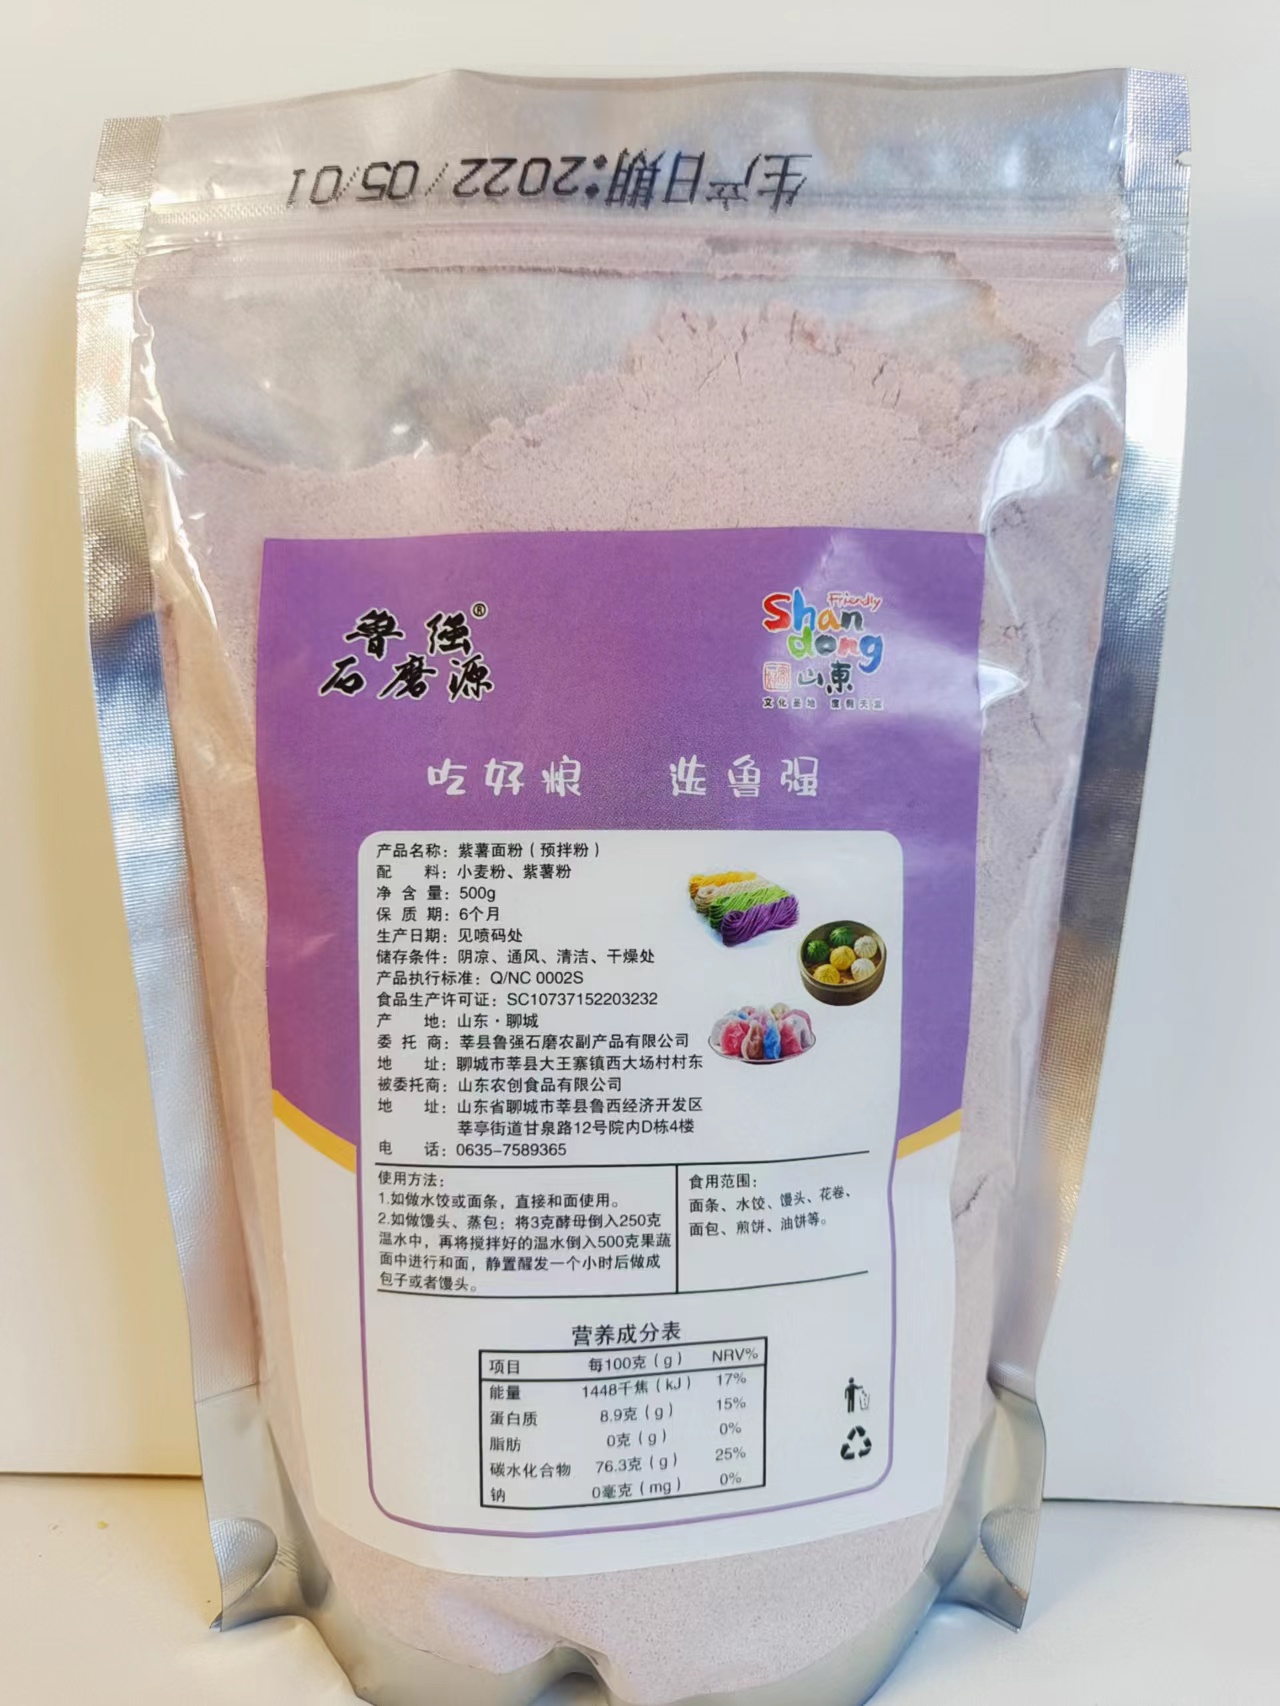 生产日期:2022/05/01
鲁强®
石磨源
Friendly
Shan
dong
山東
文化圣地 度假天堂
吃好粮 选鲁强
产品名称：紫薯面粉（预拌粉）
配 料：小麦粉、紫薯粉
净 含 量：500g
保 质 期：6个月
生产日期：见喷码处
储存条件：阴凉、通风、清洁、干燥处
产品执行标准：Q/NC 0002S
食品生产许可证：SC10737152203232
产 地：山东·聊城
委 托 商：莘县鲁强石磨农副产品有限公司
地 址：聊城市莘县大王寨镇西大场村村东
被委托商：山东农创食品有限公司
地 址：山东省聊城市莘县鲁西经济开发区
莘亭街道甘泉路12号院内D栋4楼
电 话：0635-7589365
使用方法：
1.如做水饺或面条，直接和面使用。
2.如做馒头、蒸包：将3克酵母倒入250克
温水中，再将搅拌好的温水倒入500克果蔬
面中进行和面，静置醒发一个小时后做成
包子或者馒头。
食用范围：
面条、水饺、馒头、花卷、
面包、煎饼、油饼等。
营养成分表
项目 每100克（g） NRV%
能量 1448千焦（kJ） 17%
蛋白质 8.9克（g） 15%
脂肪 0克（g） 0%
碳水化合物 76.3克（g） 25%
钠 0毫克（mg） 0%